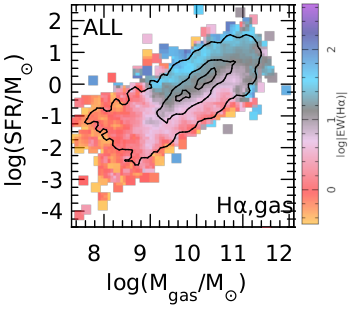 ALL
Hα,gas
log(SFR/M⊙)
2
1
0
-1
-2
-3
-4
8 9 10 11 12
log(Mgas/M⊙)
2
1
0
log|EW(Hα)|